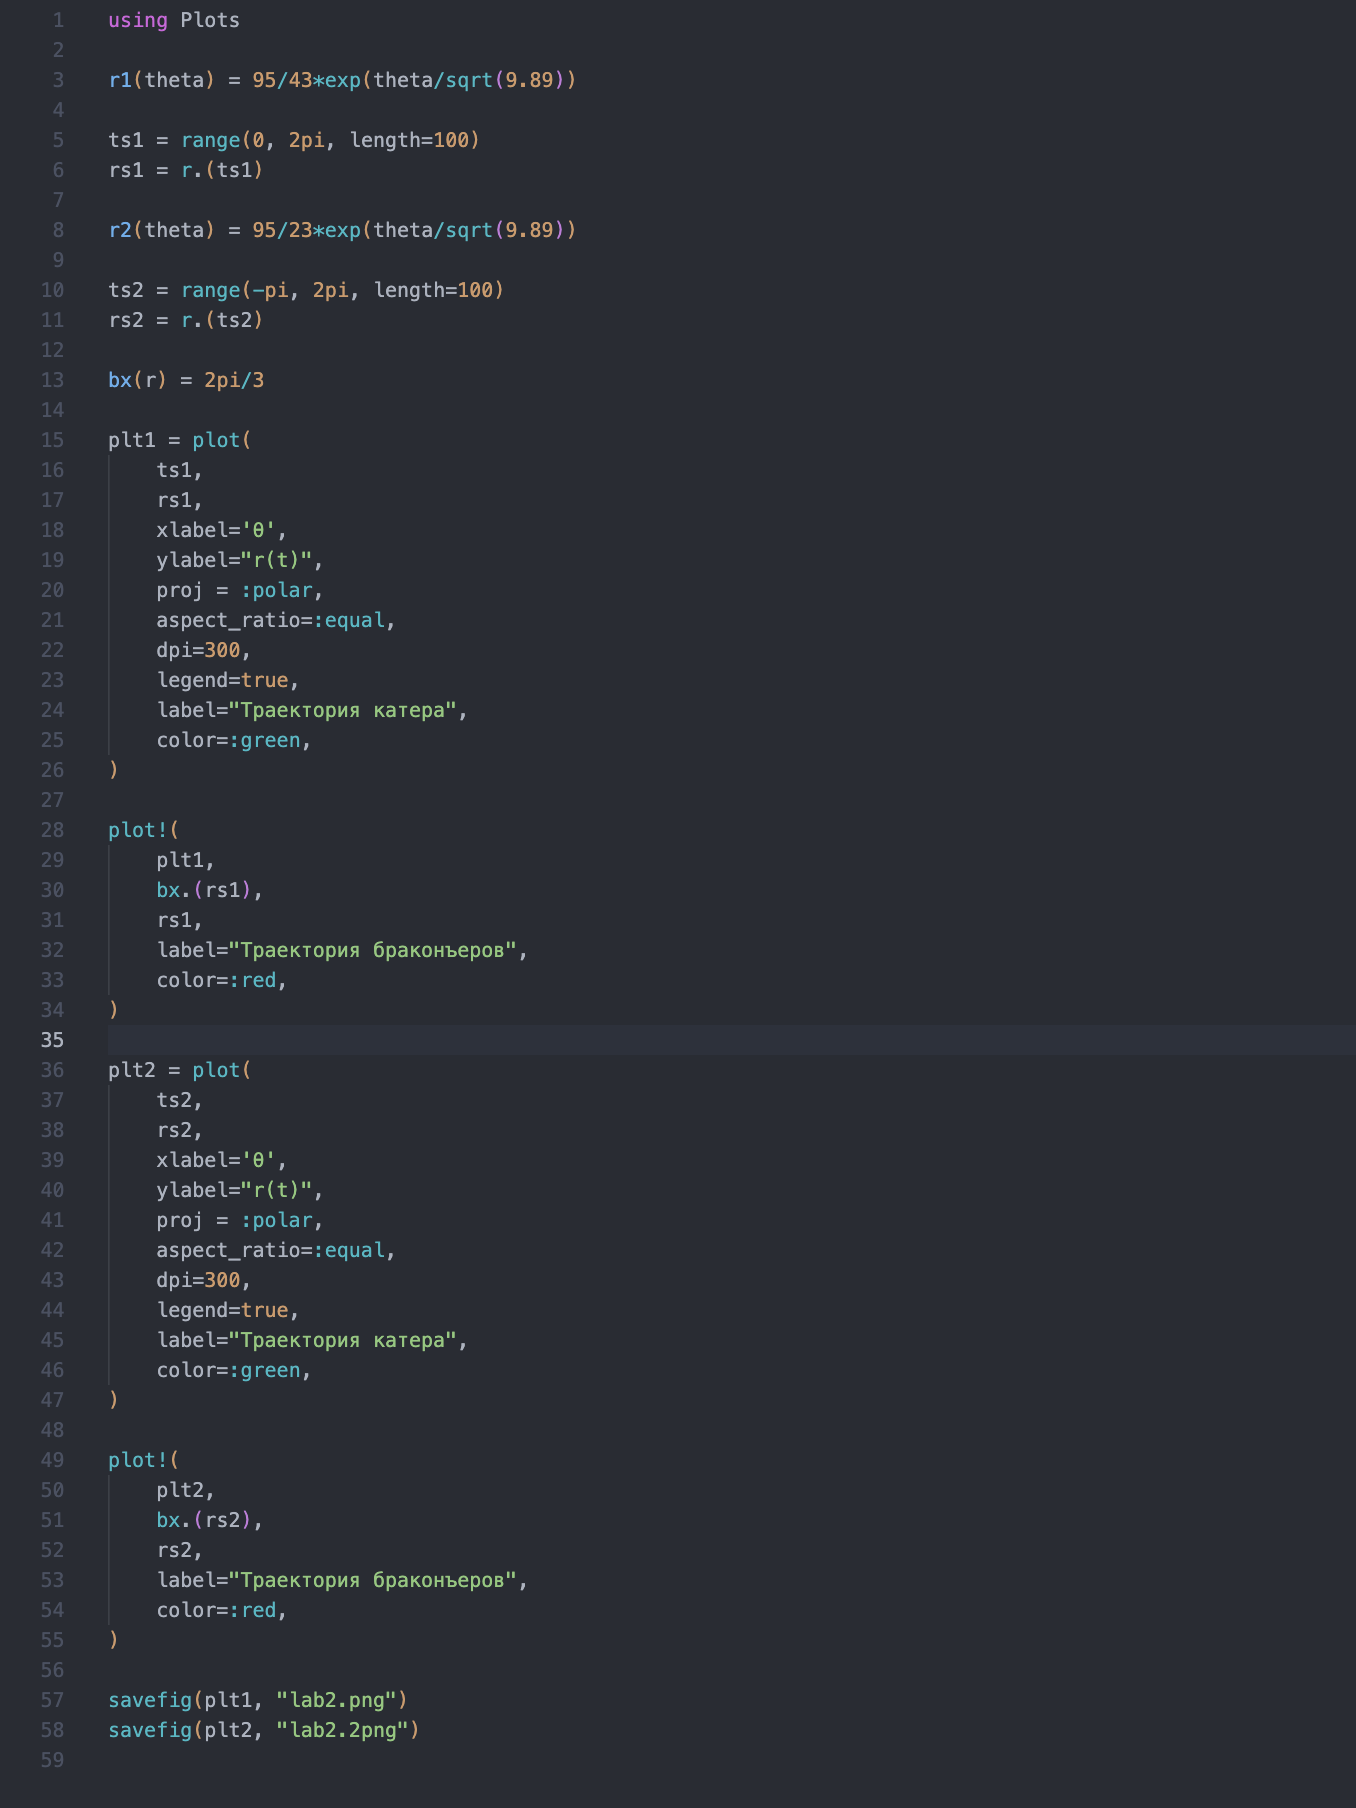 1 using Plots
2
3 r1(theta) = 95/43*exp(theta/sqrt(9.89))
4
5 ts1 = range(0, 2pi, length=100)
6 rs1 = r.(ts1)
7
8 r2(theta) = 95/23*exp(theta/sqrt(9.89))
9
10 ts2 = range(-pi, 2pi, length=100)
11 rs2 = r.(ts2)
12
13 bx(r) = 2pi/3
14
15 plt1 = plot(
16     ts1,
17     rs1,
18     xlabel='θ',
19     ylabel="r(t)",
20     proj = :polar,
21     aspect_ratio=:equal,
22     dpi=300,
23     legend=true,
24     label="Траектория катера",
25     color=:green,
26 )
27
28 plot!(
29     plt1,
30     bx.(rs1),
31     rs1,
32     label="Траектория браконъеров",
33     color=:red,
34 )
35
36 plt2 = plot(
37     ts2,
38     rs2,
39     xlabel='θ',
40     ylabel="r(t)",
41     proj = :polar,
42     aspect_ratio=:equal,
43     dpi=300,
44     legend=true,
45     label="Траектория катера",
46     color=:green,
47 )
48
49 plot!(
50     plt2,
51     bx.(rs2),
52     rs2,
53     label="Траектория браконъеров",
54     color=:red,
55 )
56
57 savefig(plt1, "lab2.png")
58 savefig(plt2, "lab2.2png")
59